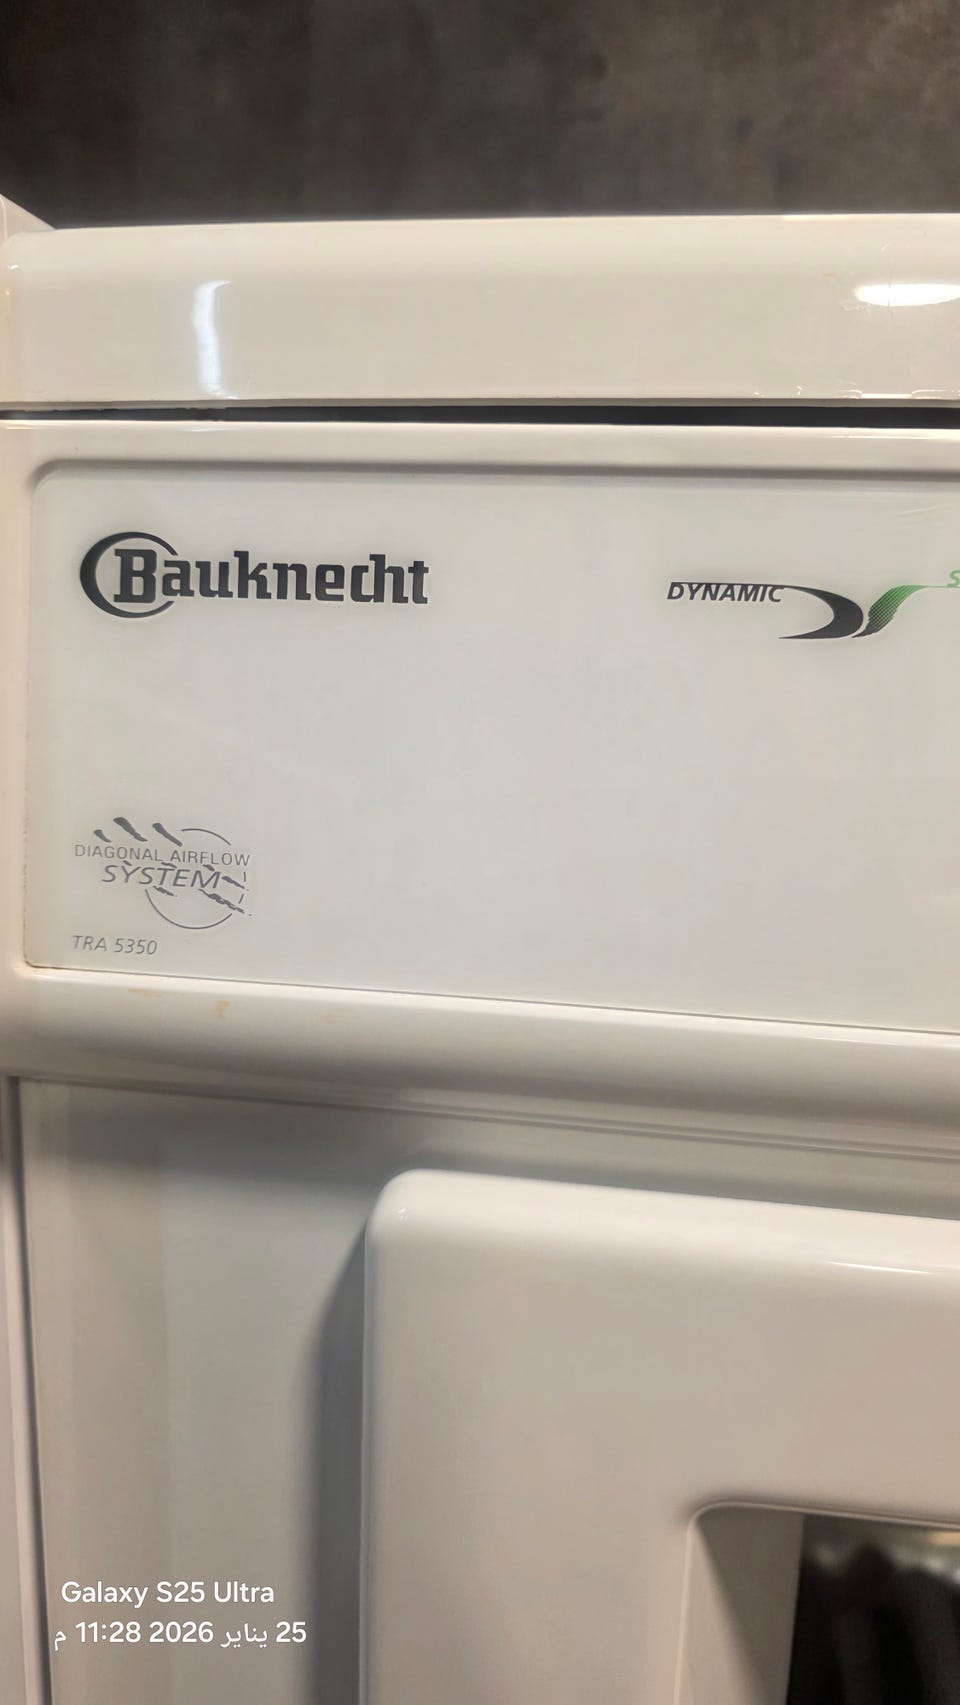 Bauknecht
DYNAMIC
DIAGONAL AIRFLOW
SYSTEM
TRA 5350
Galaxy S25 Ultra
25 يناير 2026 11:28 م